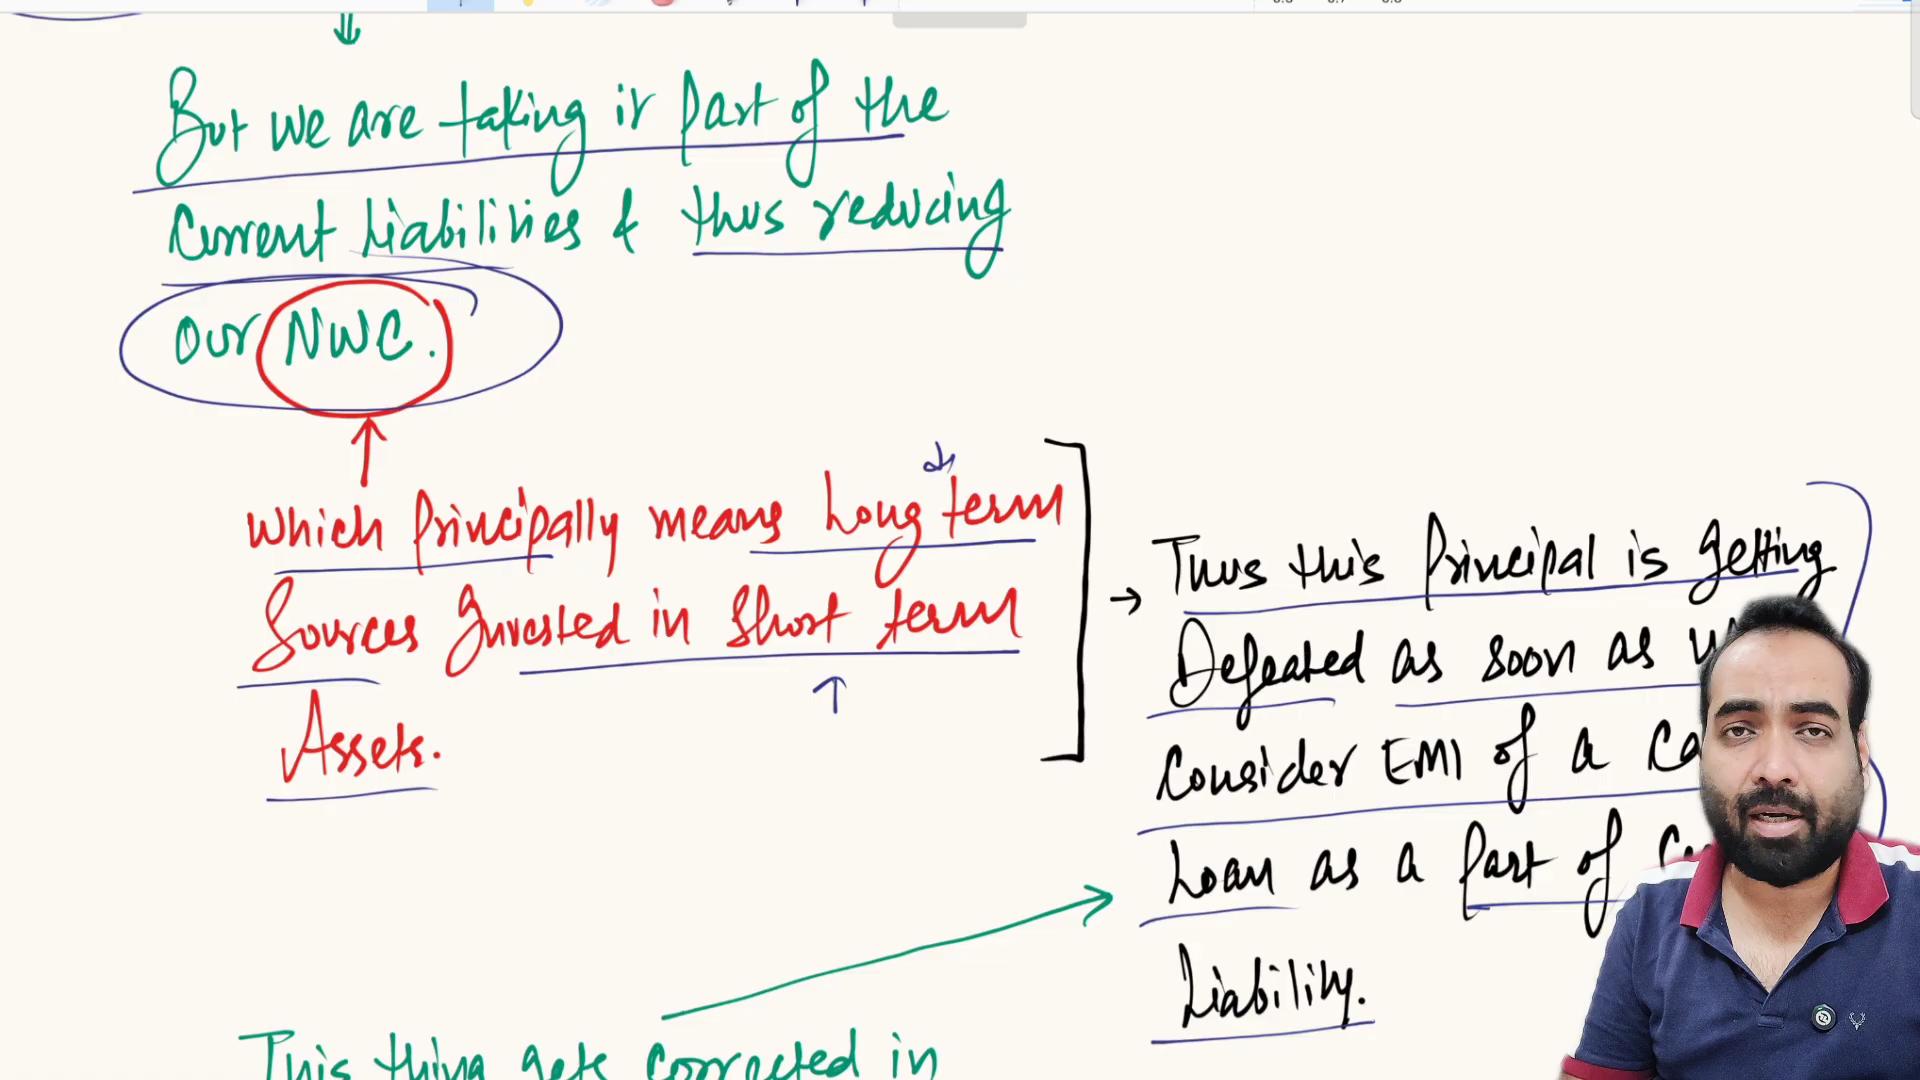 But we are taking it part of the
Current Liabilities & thus reducing
our NWC.
Which Principally means Long term
Sources Invested in Short term
Assets.
Thus this Principal is getting
Defeated as soon as
Consider EMI of a
Loan as a part of
Liability.
This thing gets corrected in